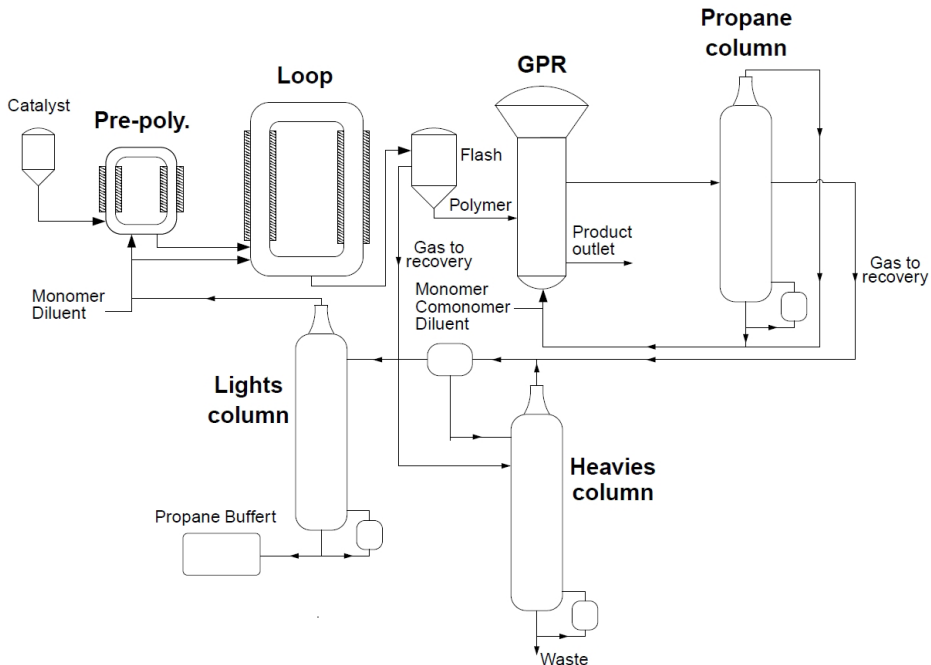 Propane
column
GPR
Loop
Catalyst
Pre-poly.
Flash
Polymer
Product
outlet
Gas to
recovery
Gas to
recovery
Monomer
Diluent
Monomer
Comonomer
Diluent
Lights
column
Heavies
column
Propane Buffert
Waste